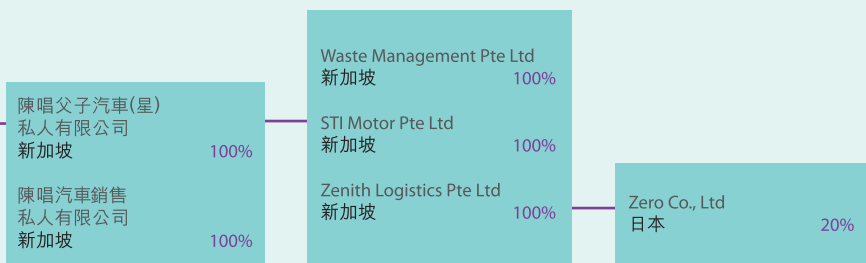 陳唱父子汽車(星)
私人有限公司
新加坡 100%
陳唱汽車銷售
私人有限公司
新加坡 100%
Waste Management Pte Ltd
新加坡 100%
STI Motor Pte Ltd
新加坡 100%
Zenith Logistics Pte Ltd
新加坡 100%
Zero Co., Ltd
日本 20%